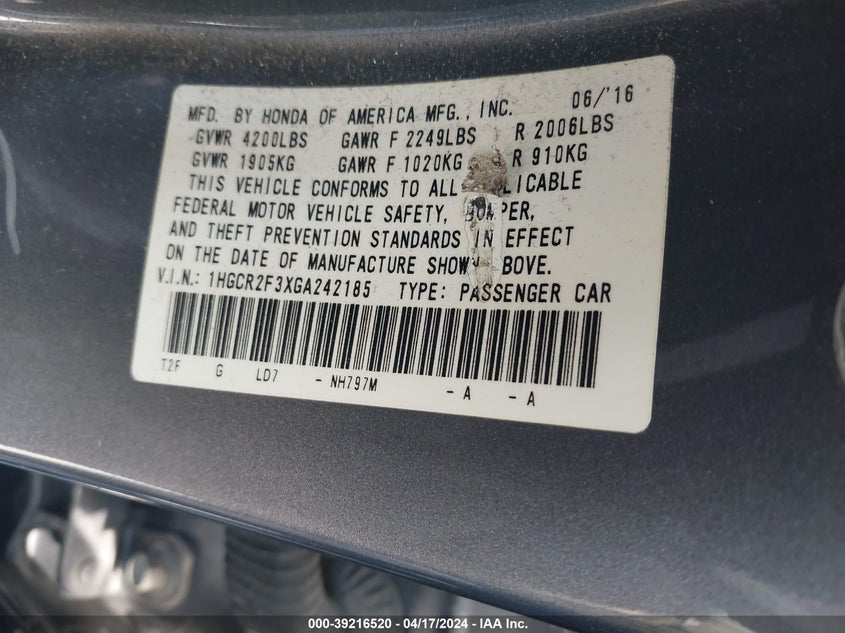 MFD. BY HONDA OF AMERICA MFG., INC. 06/'16
GVWR 4200LBS GAWR F 2249LBS R 2006LBS
GVWR 1905KG GAWR F 1020KG R 910KG
THIS VEHICLE CONFORMS TO ALL
FEDERAL MOTOR VEHICLE SAFETY,
AND THEFT PREVENTION STANDARDS IN EFFECT
ON THE DATE OF MANUFACTURE
V.I.N.: 1HGCR2F3XGA242185 TYPE: PASSENGER CAR
T2F G LD7 - NH797M - A - A
000-39216520 - 04/17/2024 - IAA Inc.